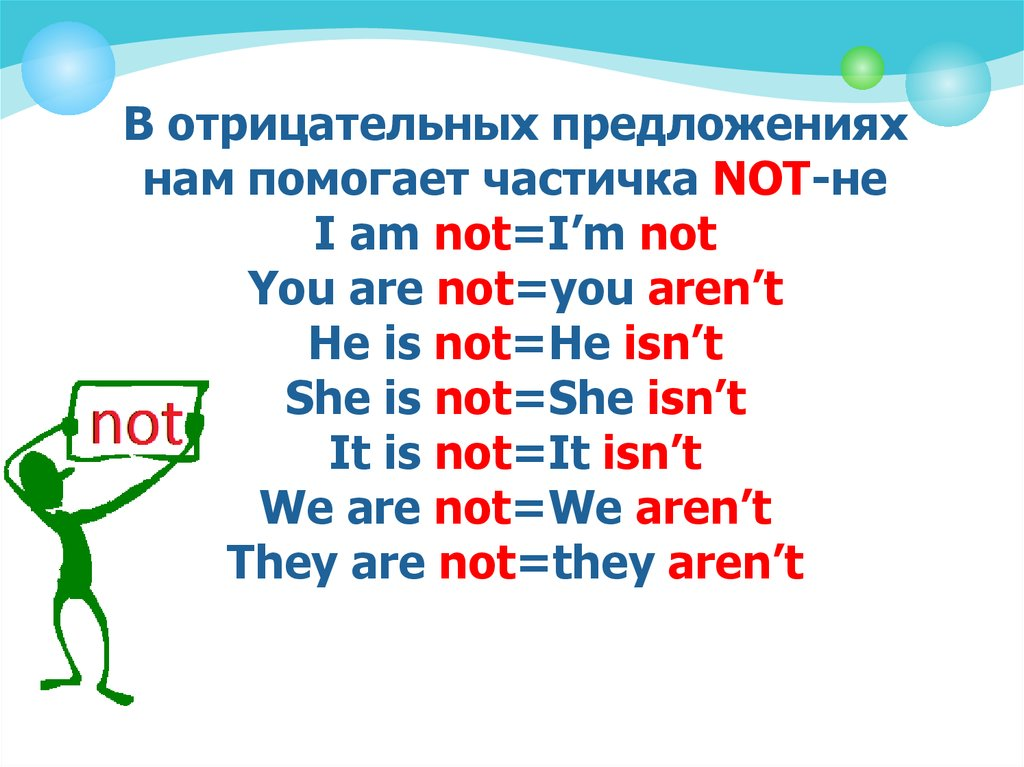 В отрицательных предложениях
нам помогает частичка NOT-не
I am not=I’m not
You are not=you aren’t
He is not=He isn’t
She is not=She isn’t
It is not=It isn’t
We are not=We aren’t
They are not=they aren’t
not